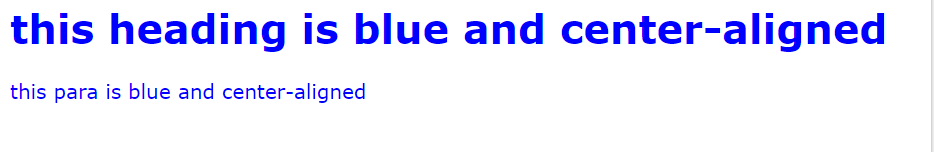 this heading is blue and center-aligned
this para is blue and center-aligned